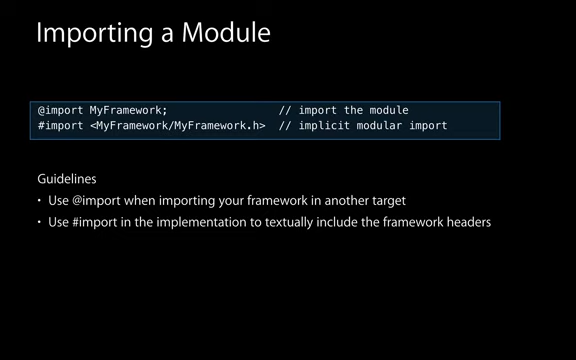 Importing a Module
@import MyFramework; // import the module
#import <MyFramework/MyFramework.h> // implicit modular import
Guidelines
• Use @import when importing your framework in another target
• Use #import in the implementation to textually include the framework headers